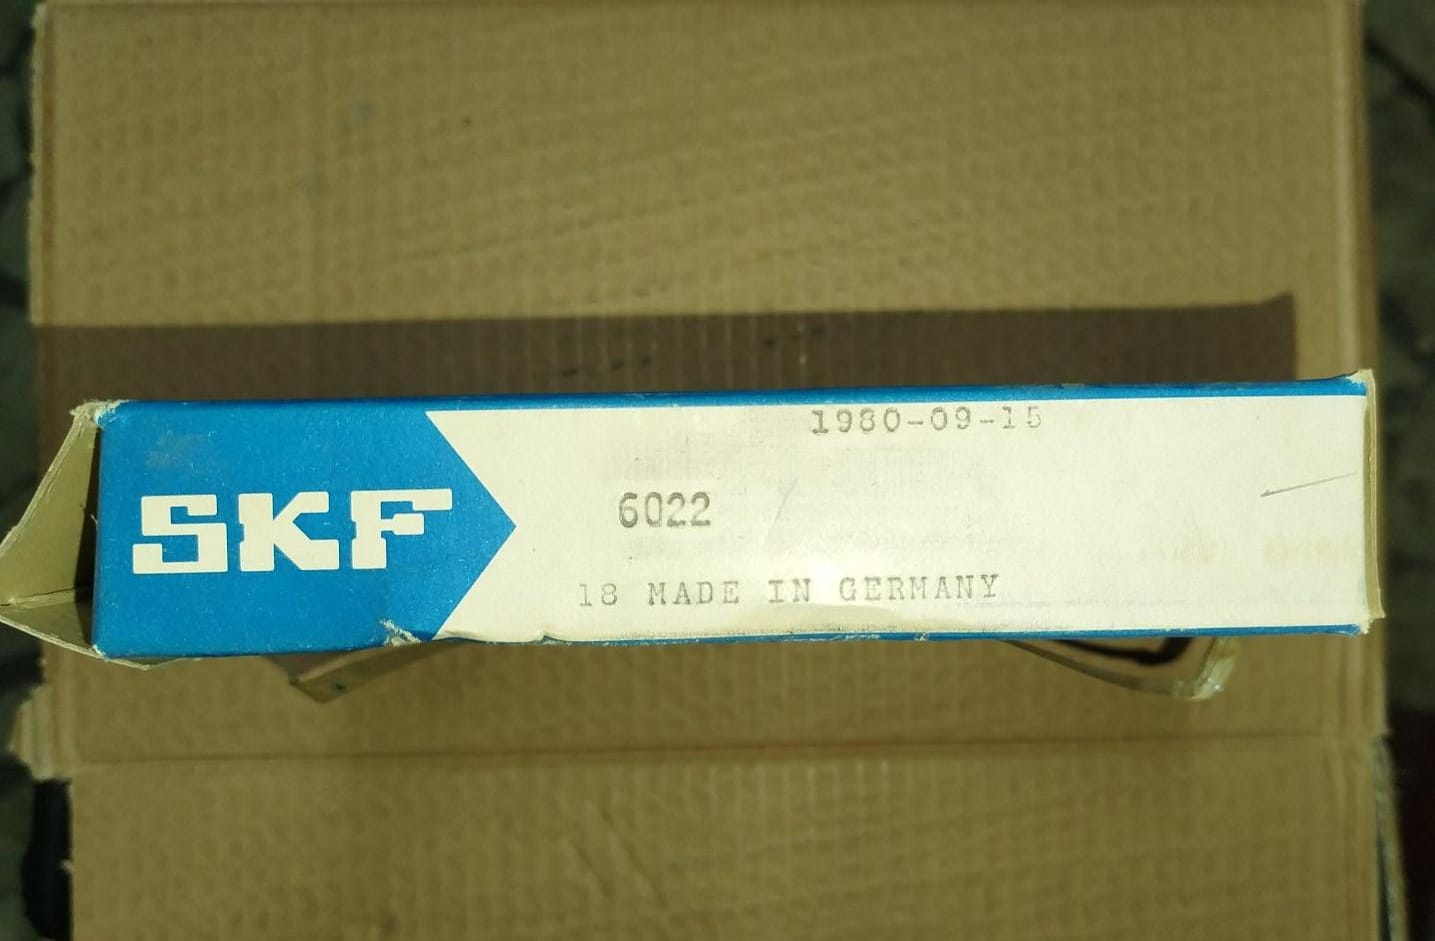 1980-09-15
SKF
6022
18 MADE IN GERMANY